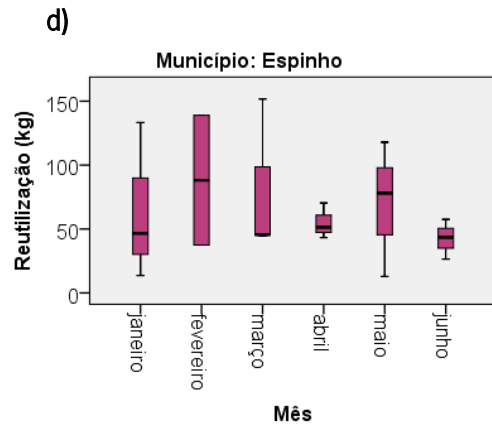 d)
Município: Espinho
Reutilização (kg)
150
100
50
0
janeiro
fevereiro
março
abril
maio
junho
Mês